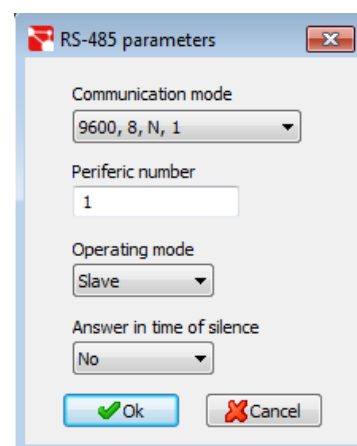 RS-485 parameters
Communication mode
9600, 8, N, 1
Periferic number
1
Operating mode
Slave
Answer in time of silence
No
Ok Cancel